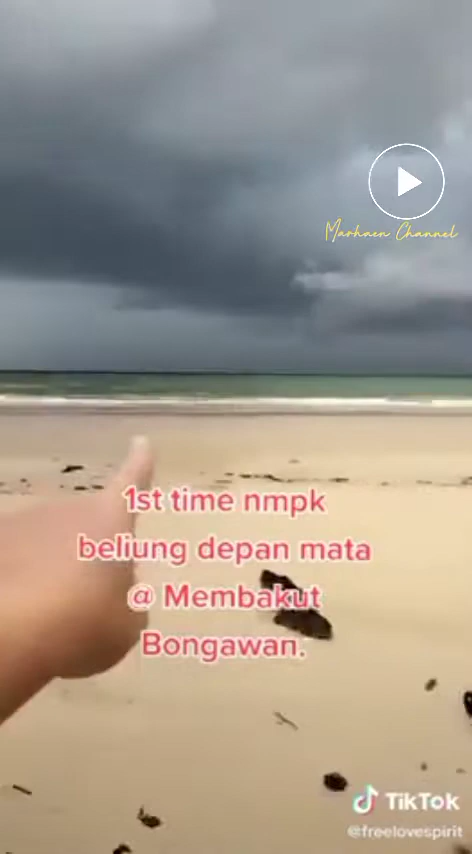 Marhaen Channel
1st time nmpk
beliung depan mata
@ Membakut
Bongawan.
TikTok
@freelovespirit